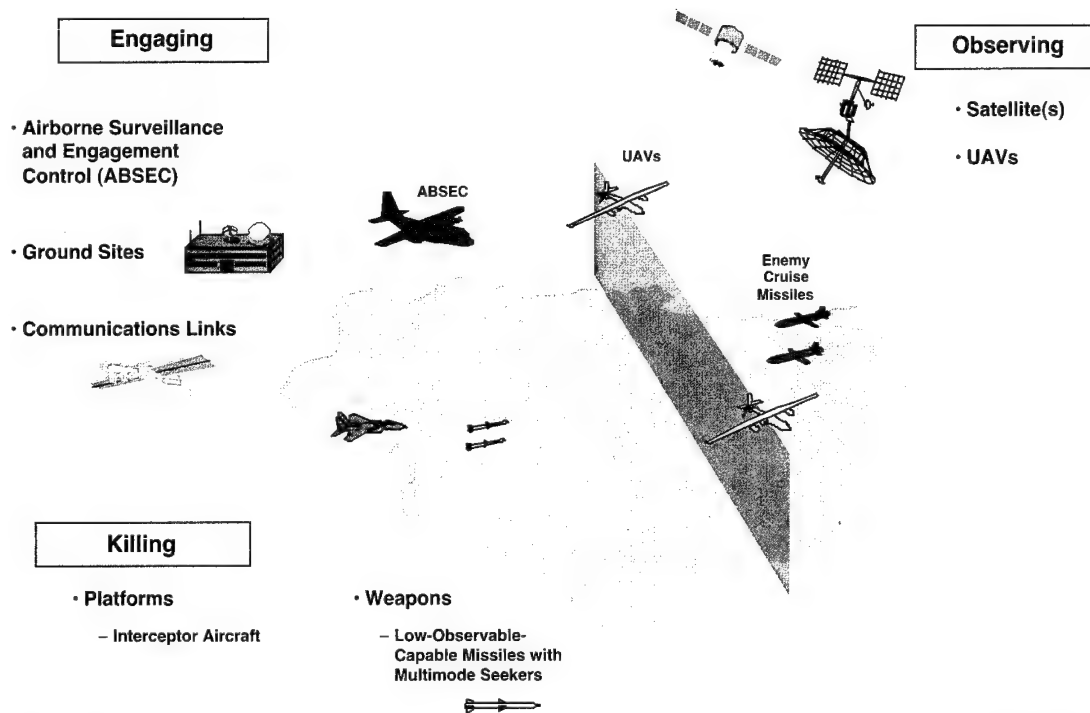 Engaging
Observing
• Airborne Surveillance
and Engagement
Control (ABSEC)
• Ground Sites
• Communications Links
ABSEC
UAVs
• Satellite(s)
• UAVs
Enemy
Cruise
Missiles
Killing
• Platforms
– Interceptor Aircraft
• Weapons
– Low-Observable-
Capable Missiles with
Multimode Seekers